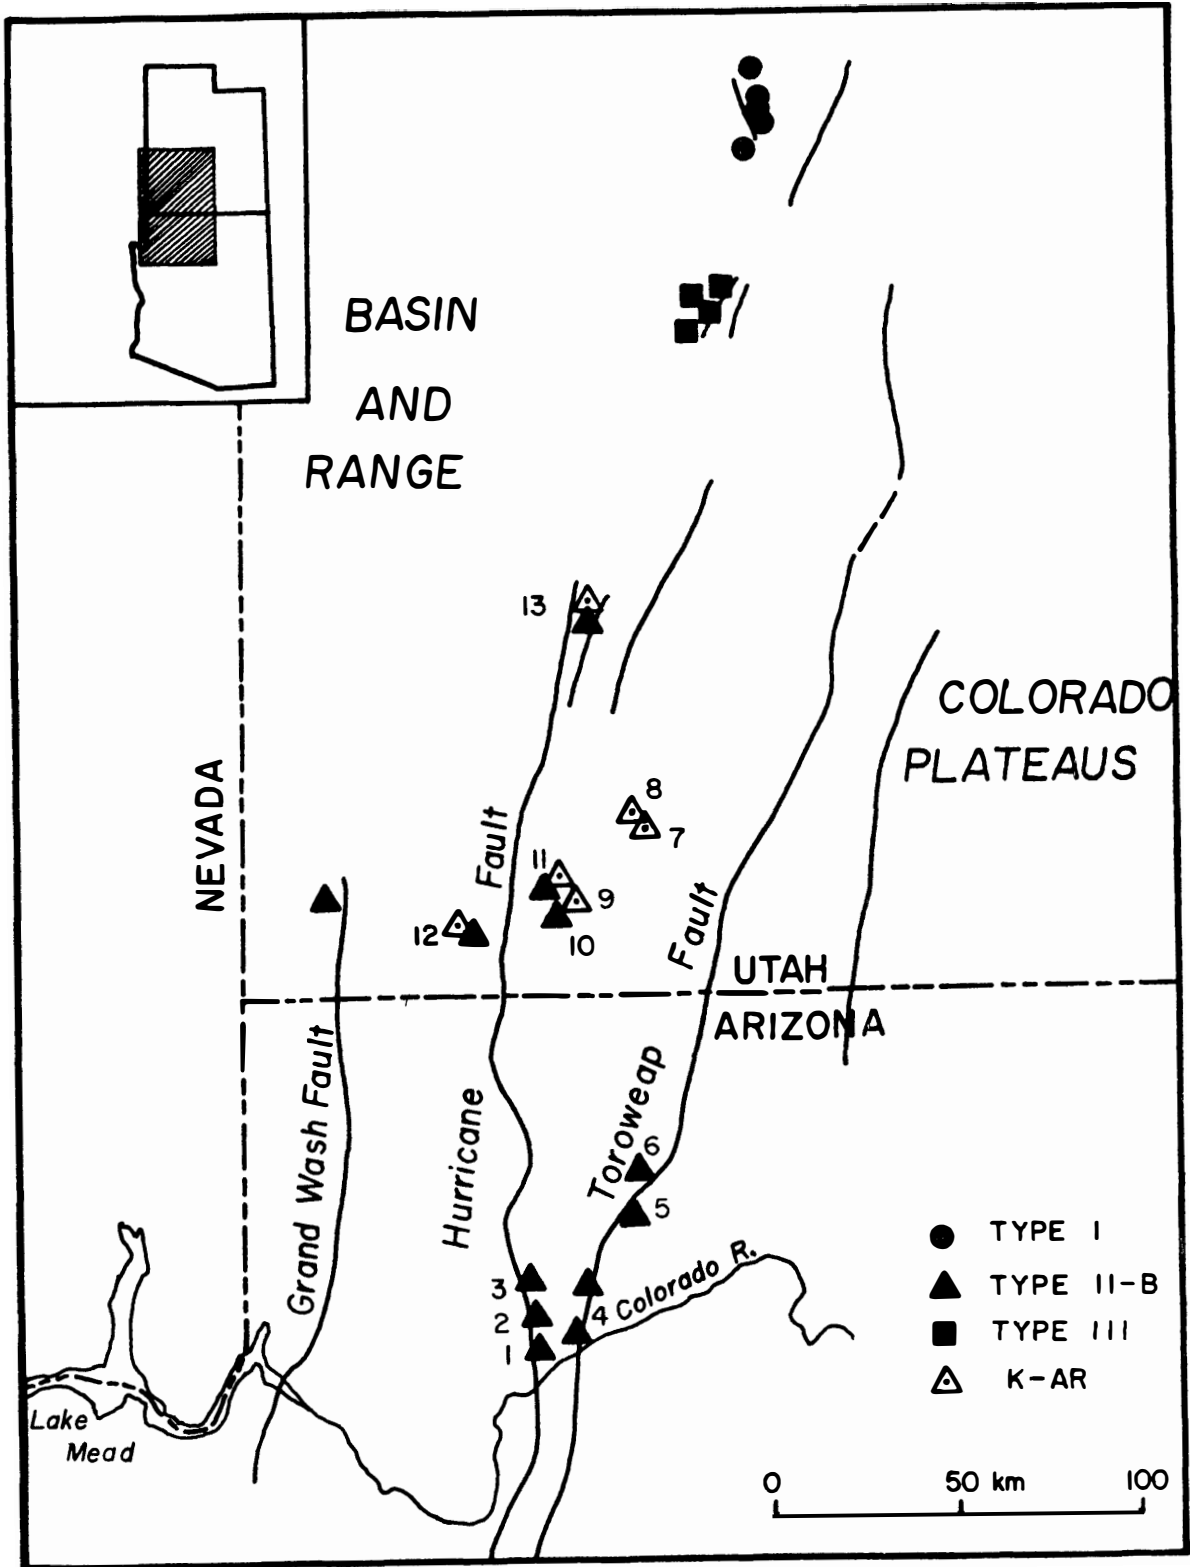 BASIN
AND
RANGE
13
COLORADO
PLATEAUS
NEVADA
Fault
8
7
11
9
10
12
Fault
UTAH
ARIZONA
Grand Wash Fault
Hurricane
Toroweap
6
5
3
2
1
4
Colorado R.
TYPE I
TYPE II-B
TYPE III
K-AR
Lake
Mead
0 50 km 100